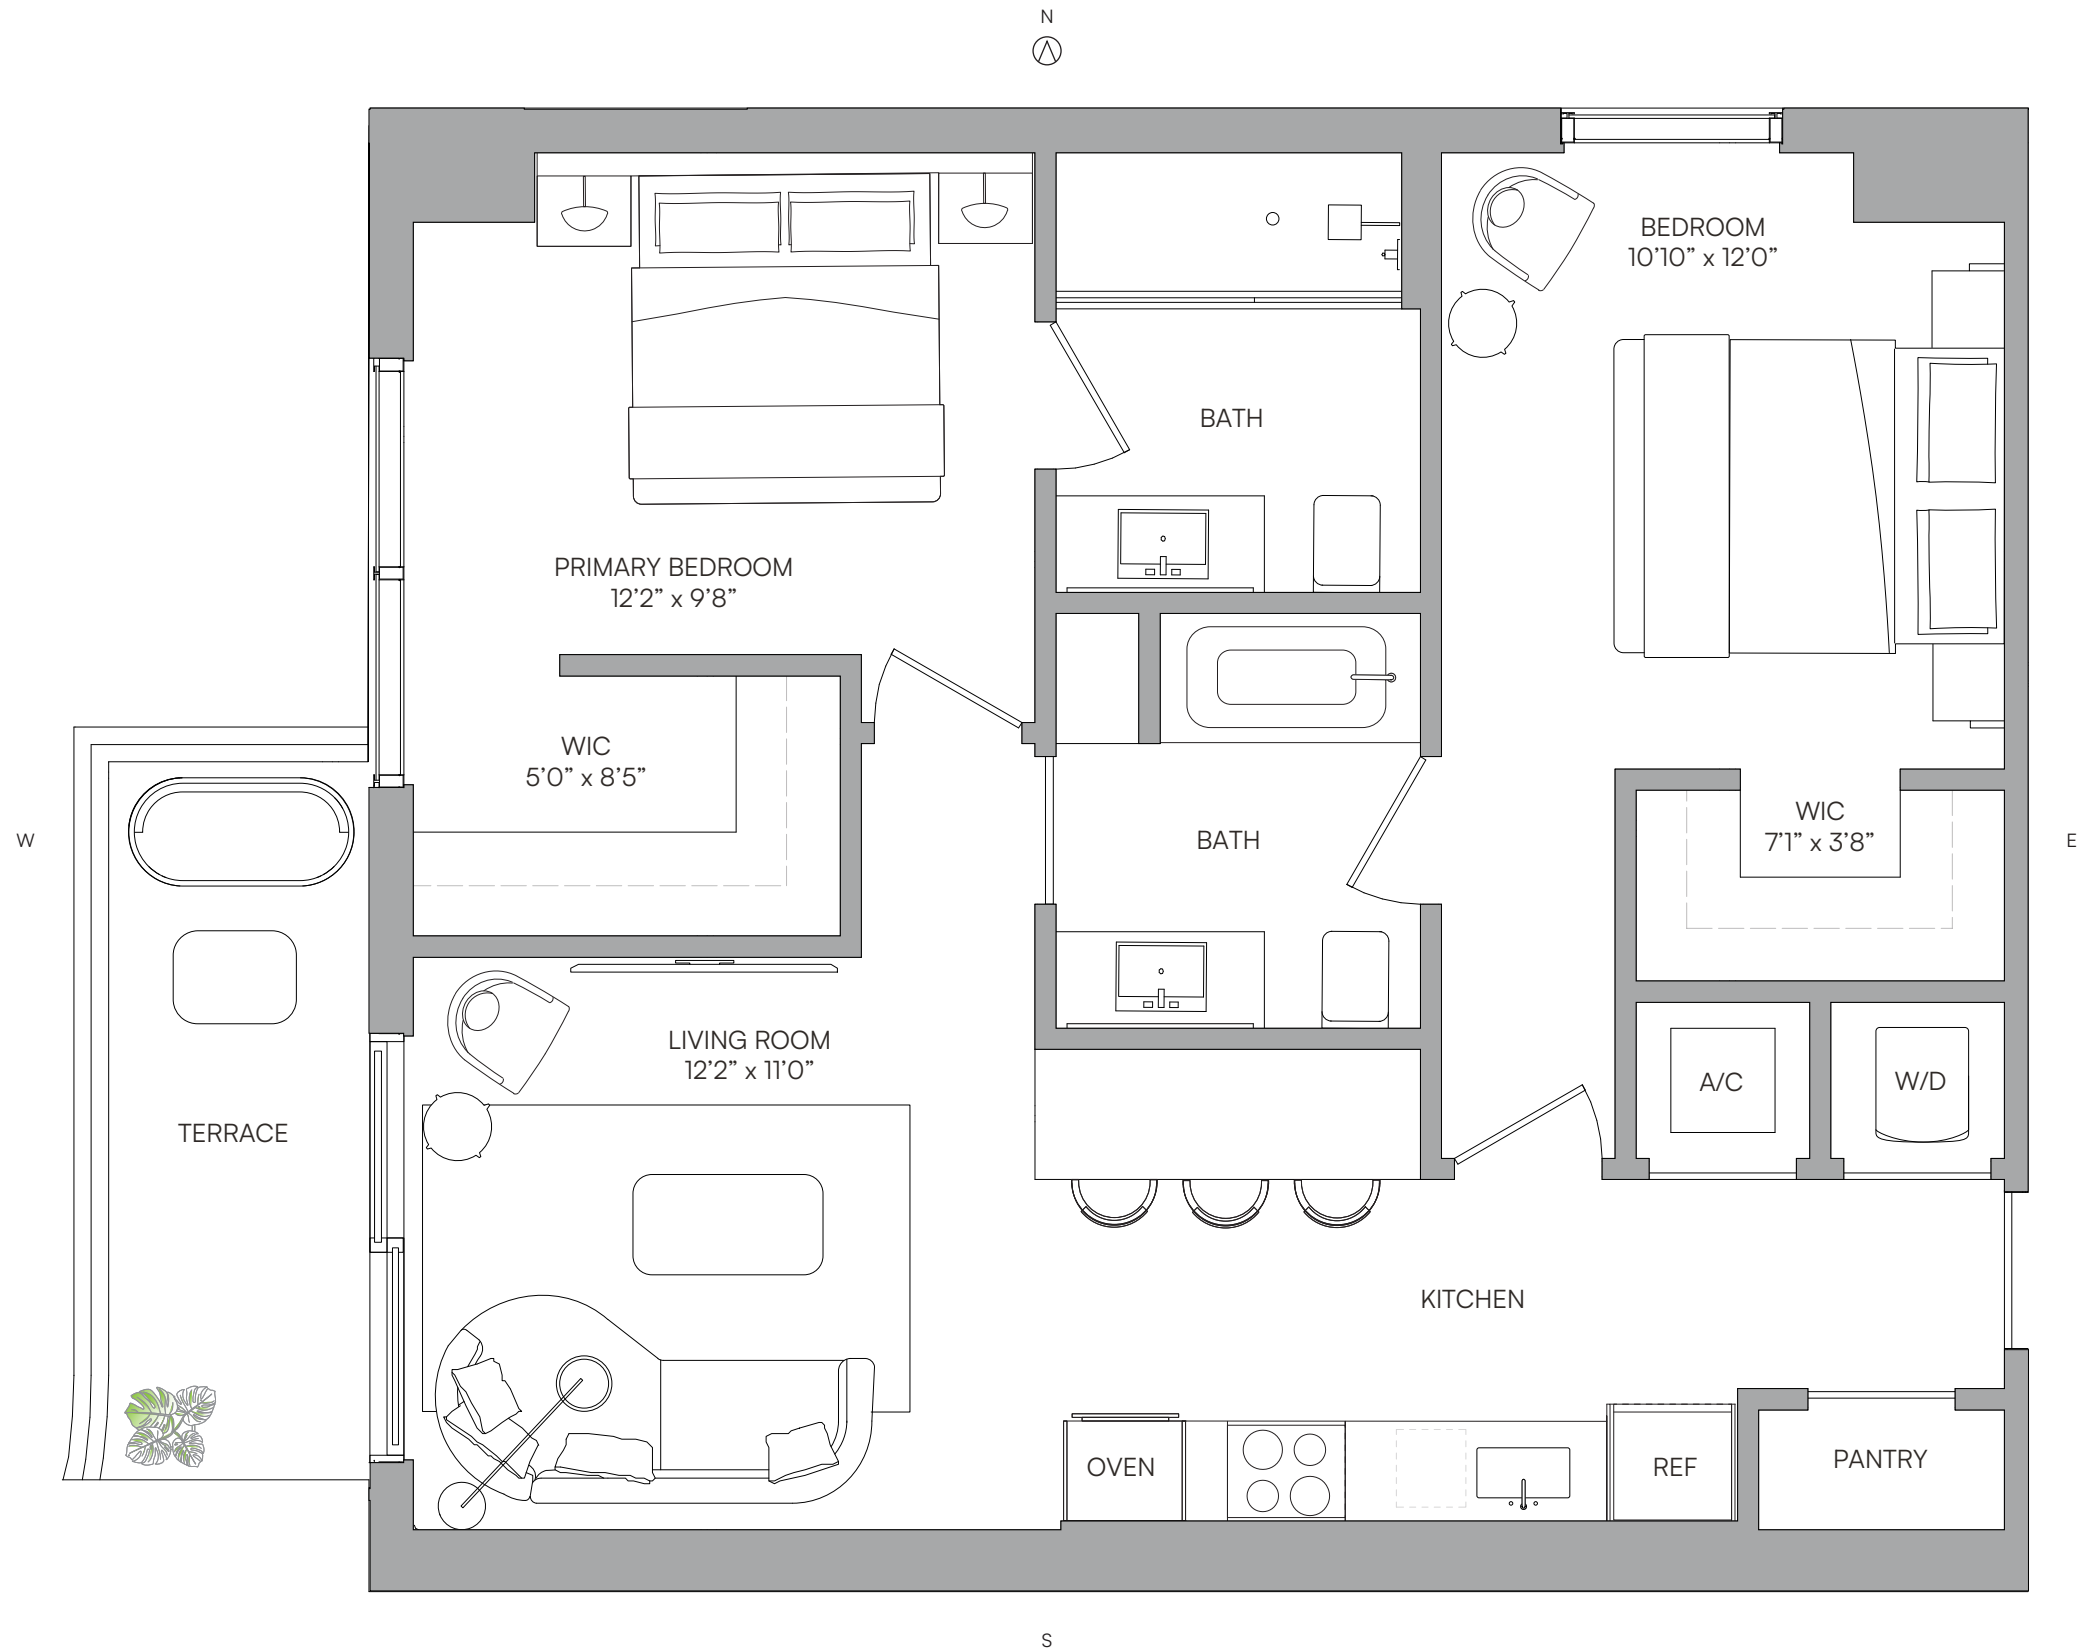 N
BEDROOM
10’10” x 12’0”
BATH
PRIMARY BEDROOM
12’2” x 9’8”
WIC
5’0” x 8’5”
WIC
7’1” x 3’8”
W
BATH
E
LIVING ROOM
12’2” x 11’0”
A/C
W/D
TERRACE
KITCHEN
OVEN
REF
PANTRY
S